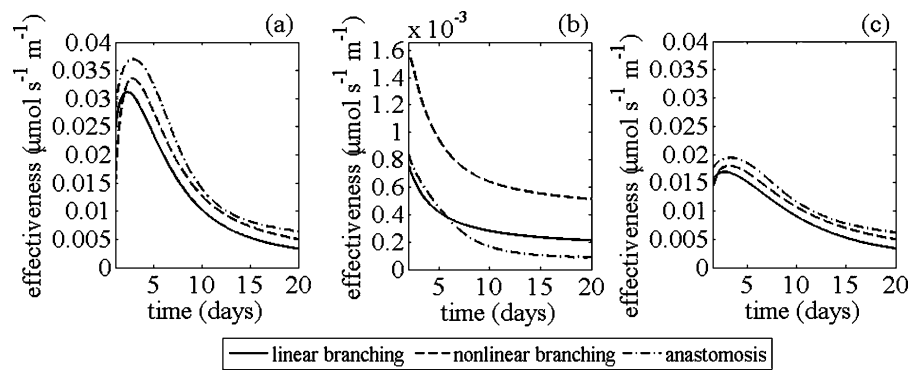 (a)
effectiveness (μmol s⁻¹ m⁻¹)
0.04
0.035
0.03
0.025
0.02
0.015
0.01
0.005
0
5 10 15 20
time (days)
x 10⁻³
(b)
effectiveness (μmol s⁻¹ m⁻¹)
1.6
1.4
1.2
1
0.8
0.6
0.4
0.2
0
5 10 15 20
time (days)
(c)
effectiveness (μmol s⁻¹ m⁻¹)
0.04
0.035
0.03
0.025
0.02
0.015
0.01
0.005
0
5 10 15 20
time (days)
linear branching nonlinear branching anastomosis